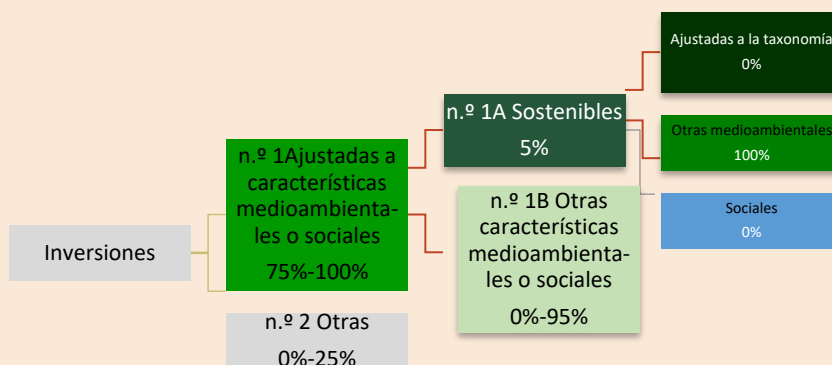 Inversiones
n.º 1Ajustadas a
características
medioambienta-
les o sociales
75%-100%
n.º 2 Otras
0%-25%
n.º 1A Sostenibles
5%
n.º 1B Otras
características
medioambienta-
les o sociales
0%-95%
Ajustadas a la taxonomía
0%
Otras medioambientales
100%
Sociales
0%